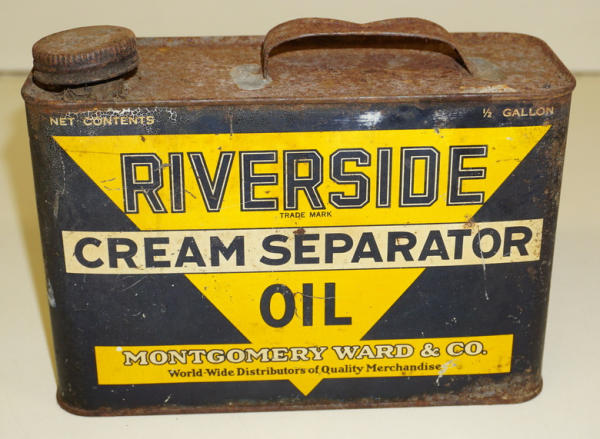 NET CONTENTS ½ GALLON
RIVERSIDE
TRADE MARK
CREAM SEPARATOR
OIL
MONTGOMERY WARD & CO.
World-Wide Distributors of Quality Merchandise